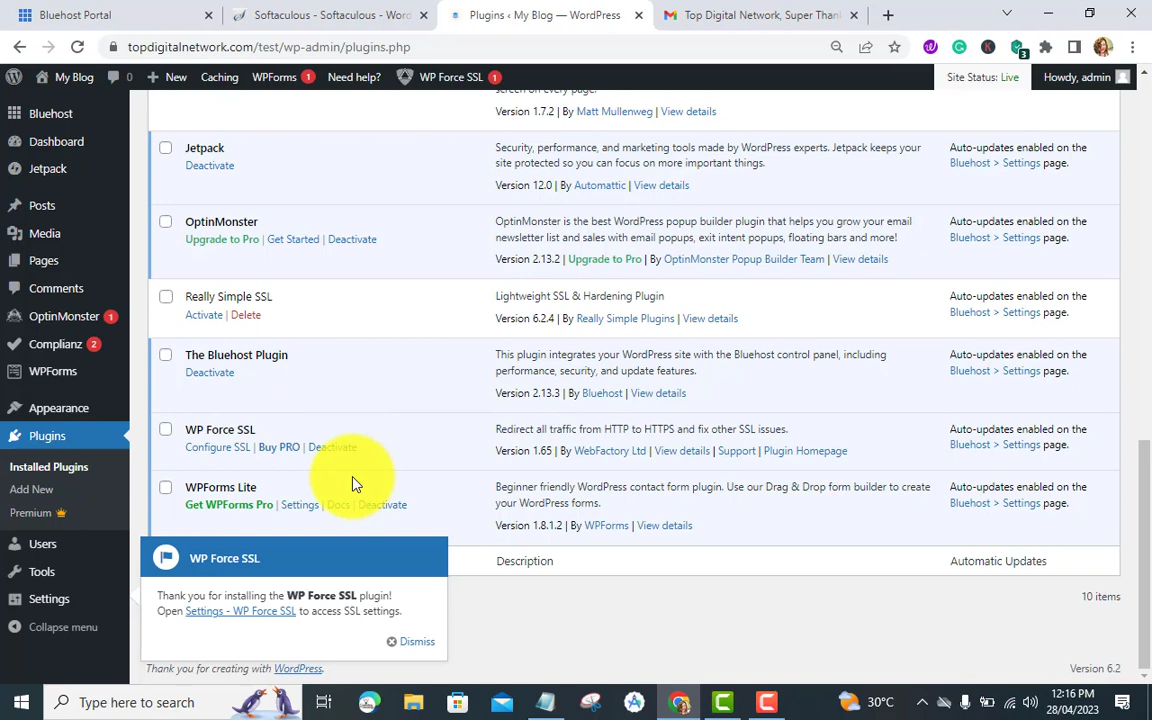 Bluehost Portal
Softaculous - Softaculous - Wor
Plugins ‹ My Blog — WordPress
Top Digital Network, Super Than
topdigitalnetwork.com/test/wp-admin/plugins.php
3
My Blog
0
New
Caching
WPForms 1
Need help?
WP Force SSL 1
Site Status: Live
Howdy, admin
Bluehost
Dashboard
Jetpack
Posts
Media
Pages
Comments
OptinMonster 1
Complianz 2
WPForms
Appearance
Plugins
Installed Plugins
Add New
Premium
Users
Tools
Settings
Collapse menu
screen on every page.
Version 1.7.2 | By Matt Mullenweg | View details
Jetpack
Deactivate
Security, performance, and marketing tools made by WordPress experts. Jetpack keeps your
site protected so you can focus on more important things.
Version 12.0 | By Automattic | View details
Auto-updates enabled on the
Bluehost > Settings page.
OptinMonster
Upgrade to Pro | Get Started | Deactivate
OptinMonster is the best WordPress popup builder plugin that helps you grow your email
newsletter list and sales with email popups, exit intent popups, floating bars and more!
Version 2.13.2 | Upgrade to Pro | By OptinMonster Popup Builder Team | View details
Auto-updates enabled on the
Bluehost > Settings page.
Really Simple SSL
Activate | Delete
Lightweight SSL & Hardening Plugin
Version 6.2.4 | By Really Simple Plugins | View details
Auto-updates enabled on the
Bluehost > Settings page.
The Bluehost Plugin
Deactivate
This plugin integrates your WordPress site with the Bluehost control panel, including
performance, security, and update features.
Version 2.13.3 | By Bluehost | View details
Auto-updates enabled on the
Bluehost > Settings page.
WP Force SSL
Configure SSL | Buy PRO | Deactivate
Redirect all traffic from HTTP to HTTPS and fix other SSL issues.
Version 1.65 | By WebFactory Ltd | View details | Support | Plugin Homepage
Auto-updates enabled on the
Bluehost > Settings page.
WPForms Lite
Get WPForms Pro | Settings | Docs | Deactivate
Beginner friendly WordPress contact form plugin. Use our Drag & Drop form builder to create
your WordPress forms.
Version 1.8.1.2 | By WPForms | View details
Auto-updates enabled on the
Bluehost > Settings page.
Description
Automatic Updates
10 items
WP Force SSL
Thank you for installing the WP Force SSL plugin!
Open Settings - WP Force SSL to access SSL settings.
Dismiss
Thank you for creating with WordPress.
Version 6.2
Type here to search
30°C
12:16 PM
28/04/2023